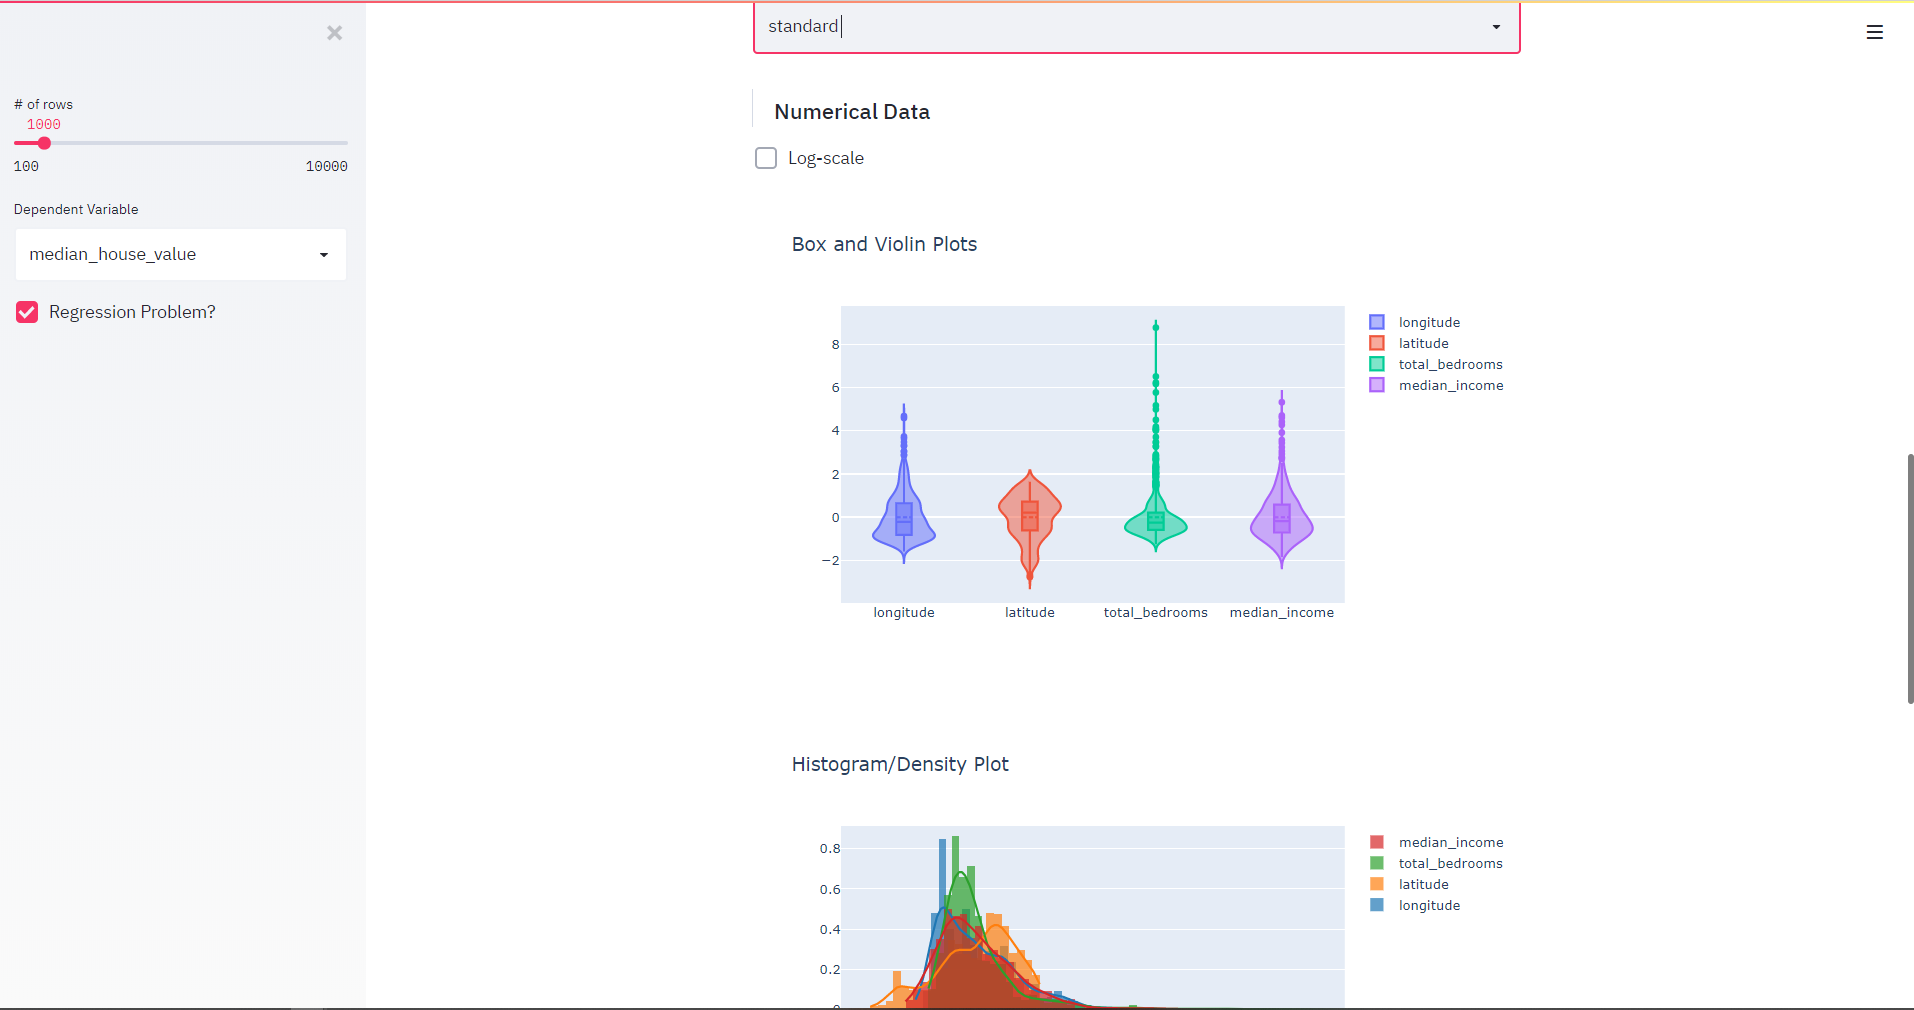 standard
# of rows
1000
100 10000
Dependent Variable
median_house_value
Regression Problem?
Numerical Data
Log-scale
Box and Violin Plots
8
6
4
2
0
−2
longitude latitude total_bedrooms median_income
longitude
latitude
total_bedrooms
median_income
Histogram/Density Plot
0.8
0.6
0.4
0.2
0
median_income
total_bedrooms
latitude
longitude